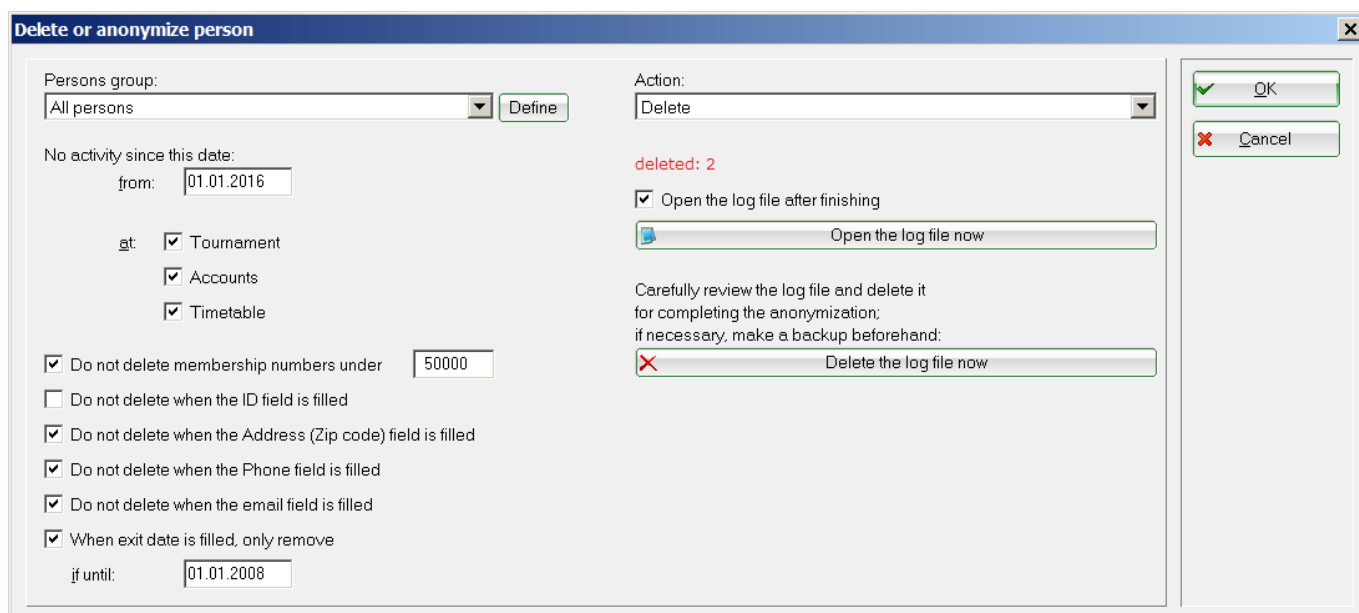 Delete or anonymize person
Persons group:
All persons
Define
No activity since this date:
from: 01.01.2016
at: Tournament
Accounts
Timetable
Do not delete membership numbers under 50000
Do not delete when the ID field is filled
Do not delete when the Address (Zip code) field is filled
Do not delete when the Phone field is filled
Do not delete when the email field is filled
When exit date is filled, only remove
if until: 01.01.2008
Action:
Delete
deleted: 2
Open the log file after finishing
Open the log file now
Carefully review the log file and delete it
for completing the anonymization;
if necessary, make a backup beforehand:
Delete the log file now
OK
Cancel